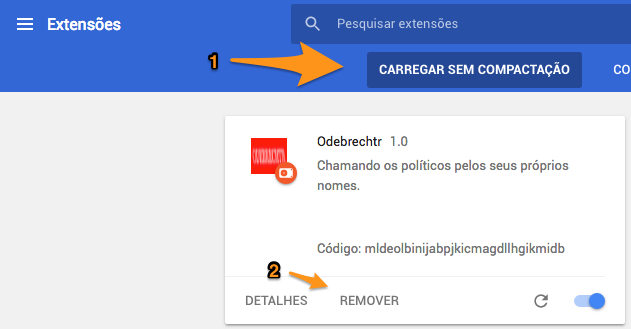 Extensões
Pesquisar extensões
1
CARREGAR SEM COMPACTAÇÃO
CO
Odebrechtr 1.0
Chamando os políticos pelos seus próprios
nomes.
Código: mldeolbinijabpjkicmagdllhgikmidb
2
DETALHES
REMOVER